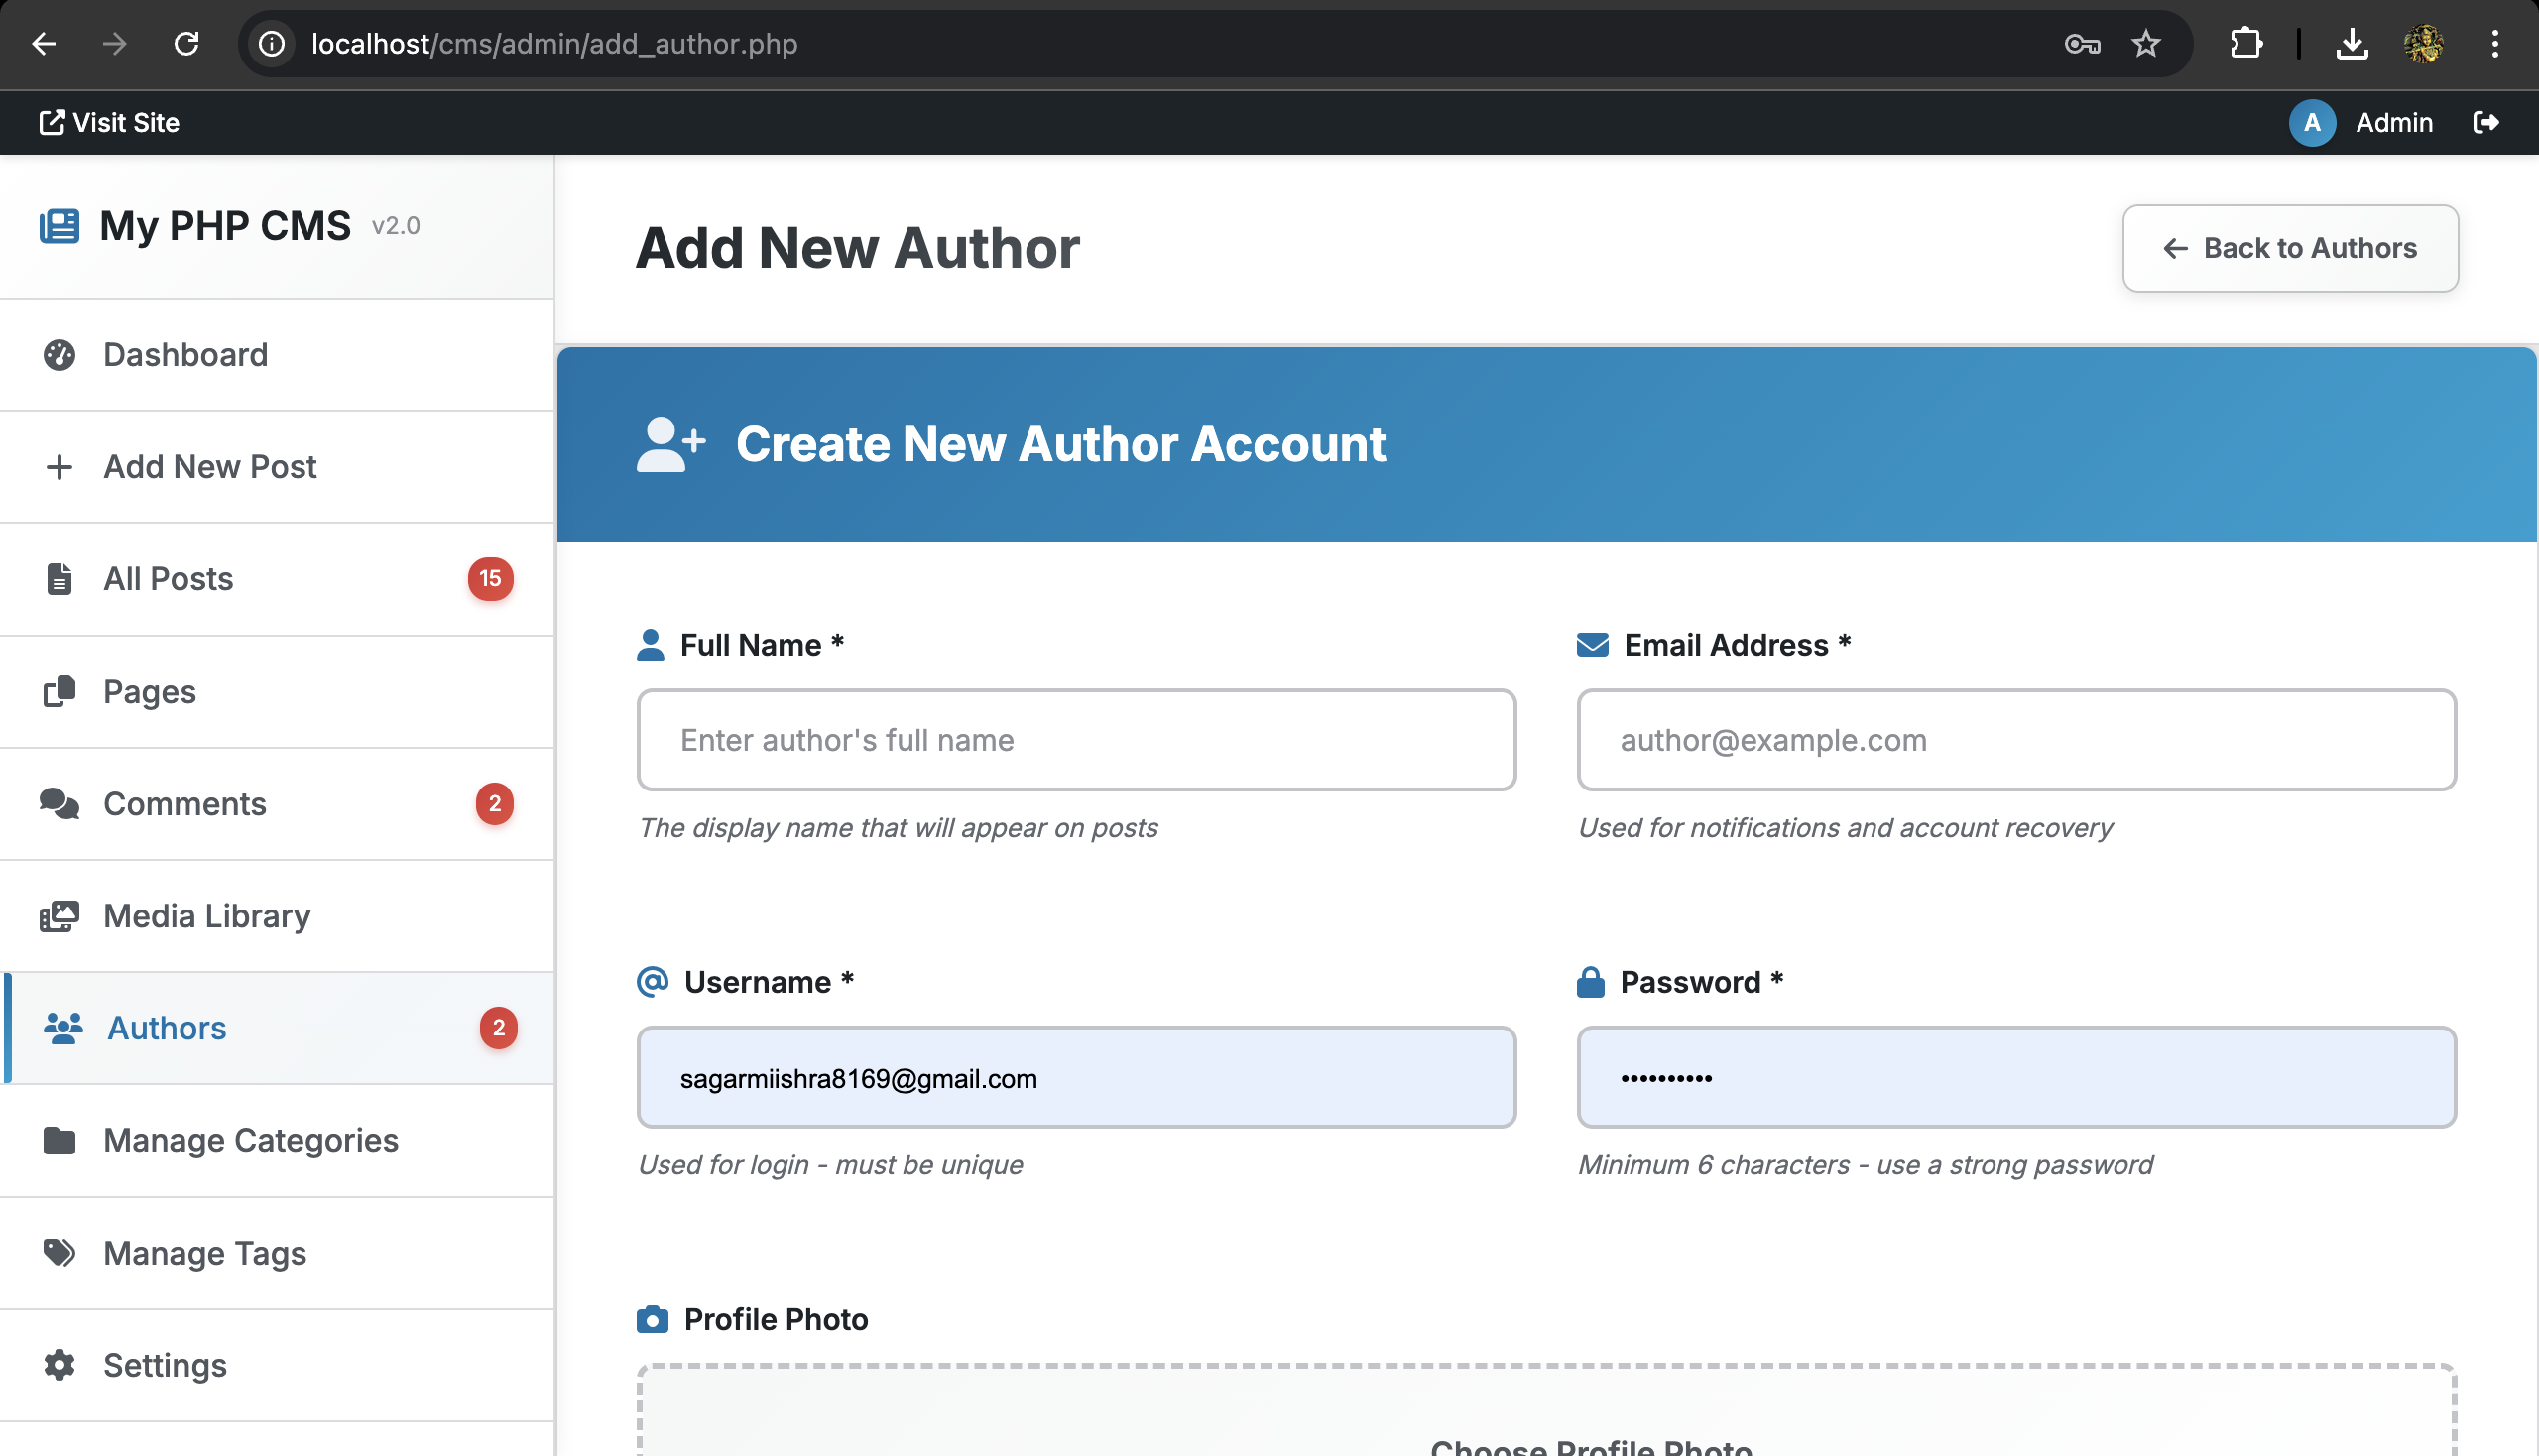 localhost/cms/admin/add_author.php
Visit Site
A Admin
My PHP CMS v2.0
Dashboard
Add New Post
All Posts 15
Pages
Comments 2
Media Library
Authors 2
Manage Categories
Manage Tags
Settings
Add New Author
← Back to Authors
Create New Author Account
Full Name *
Enter author's full name
The display name that will appear on posts
Email Address *
author@example.com
Used for notifications and account recovery
Username *
sagarmiishra8169@gmail.com
Used for login - must be unique
Password *
••••••••••
Minimum 6 characters - use a strong password
Profile Photo
Choose Profile Photo